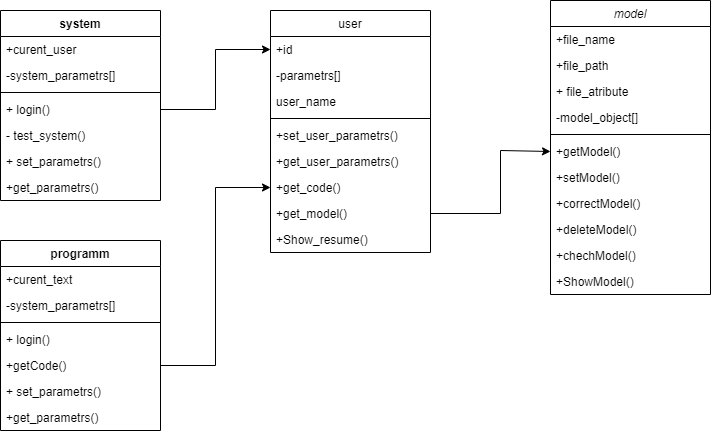 system
+curent_user
-system_parametrs[]
+ login()
- test_system()
+ set_parametrs()
+get_parametrs()
user
+id
-parametrs[]
user_name
+set_user_parametrs()
+get_user_parametrs()
+get_code()
+get_model()
+Show_resume()
model
+file_name
+file_path
+ file_atribute
-model_object[]
+getModel()
+setModel()
+correctModel()
+deleteModel()
+chechModel()
+ShowModel()
programm
+curent_text
-system_parametrs[]
+ login()
+getCode()
+ set_parametrs()
+get_parametrs()